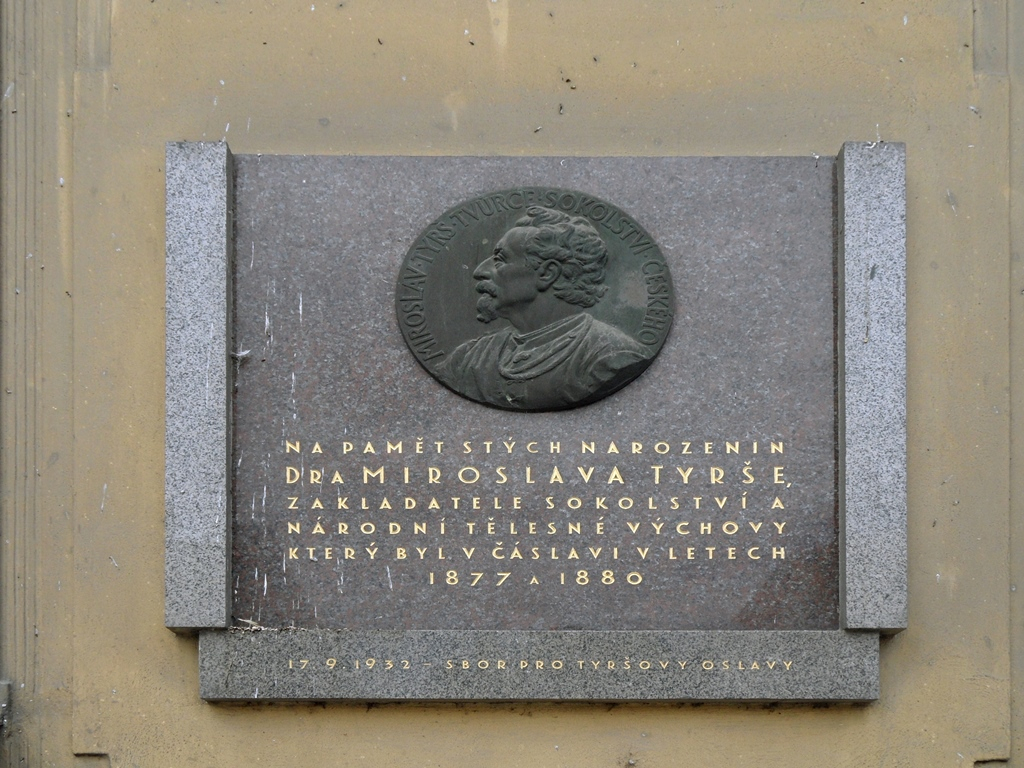 MIROSLAV·TYRŠ·TVŮRCE·SOKOLSTVÍ·ČESKÉHO
NA PAMĚT STÝCH NAROZENIN
DRA MIROSLAVA TYRŠE,
ZAKLADATELE SOKOLSTVÍ A
NÁRODNÍ TĚLESNÉ VÝCHOVY
KTERÝ BYL V ČÁSLAVI V LETECH
1877 A 1880
17.9.1932 - SBOR PRO TYRŠOVY OSLAVY